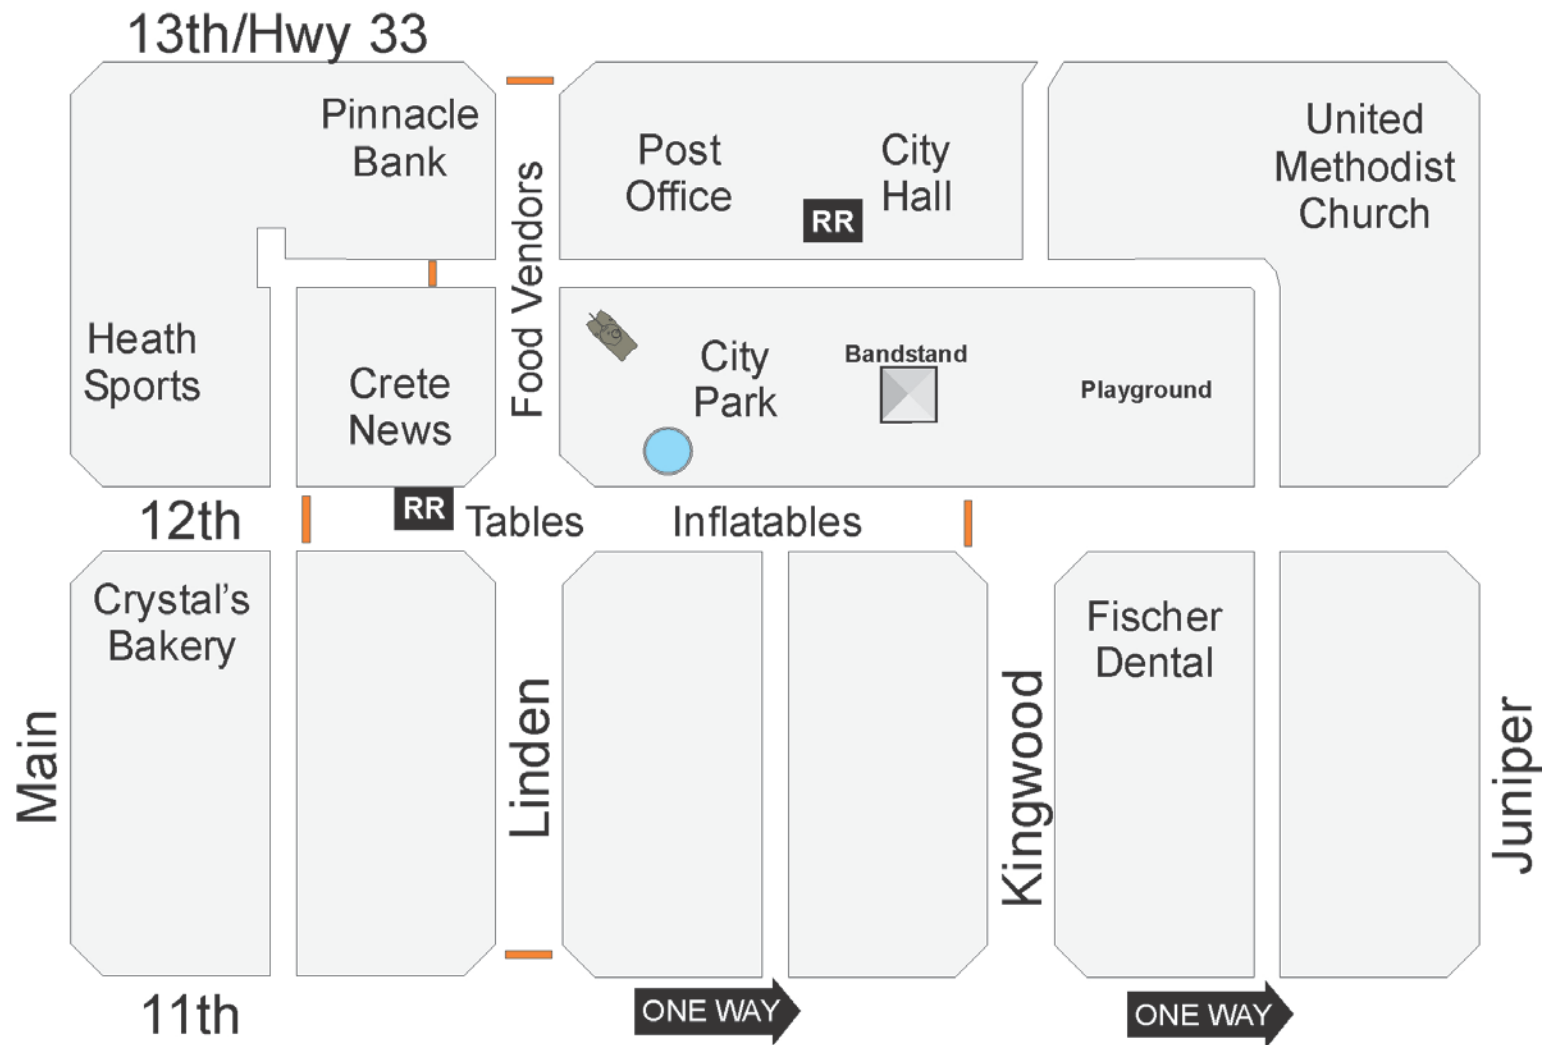 13th/Hwy 33
Pinnacle
Bank
Post
Office
City
Hall
RR
United
Methodist
Church
Food Vendors
Heath
Sports
Crete
News
City
Park
Bandstand
Playground
12th
RR
Tables
Inflatables
Crystal's
Bakery
Fischer
Dental
Main
Linden
Kingwood
Juniper
11th
ONE WAY
ONE WAY